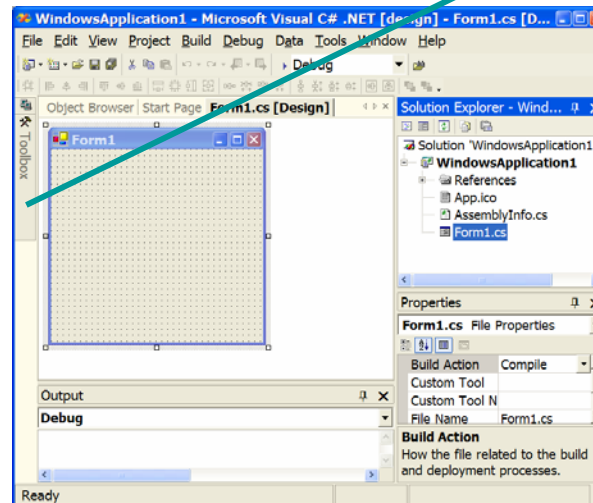 WindowsApplication1 - Microsoft Visual C# .NET [design] - Form1.cs [D...
File Edit View Project Build Debug Data Tools Window Help
Debug
Object Browser Start Page Form1.cs [Design]
Toolbox
Form1
Solution Explorer - Wind...
Solution 'WindowsApplication1
WindowsApplication1
References
App.ico
AssemblyInfo.cs
Form1.cs
Properties
Form1.cs File Properties
Build Action Compile
Custom Tool
Custom Tool N
File Name Form1.cs
Build Action
How the file related to the build
and deployment processes.
Output
Debug
Ready